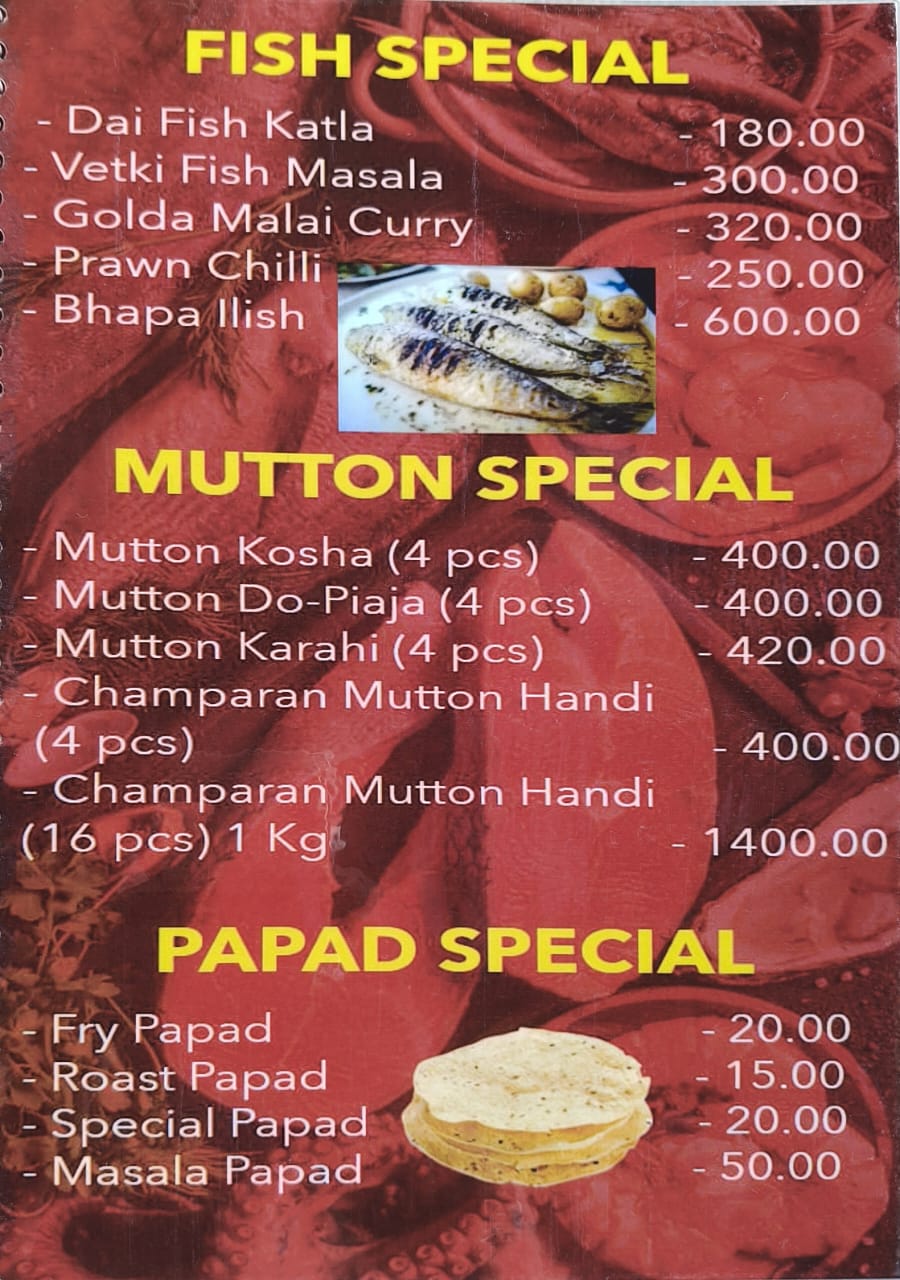 FISH SPECIAL
- Dai Fish Katla - 180.00
- Vetki Fish Masala - 300.00
- Golda Malai Curry - 320.00
- Prawn Chilli - 250.00
- Bhapa Ilish - 600.00
MUTTON SPECIAL
- Mutton Kosha (4 pcs) - 400.00
- Mutton Do-Piaja (4 pcs) - 400.00
- Mutton Karahi (4 pcs) - 420.00
- Champaran Mutton Handi
(4 pcs) - 400.00
- Champaran Mutton Handi
(16 pcs) 1 Kg - 1400.00
PAPAD SPECIAL
- Fry Papad - 20.00
- Roast Papad - 15.00
- Special Papad - 20.00
- Masala Papad - 50.00